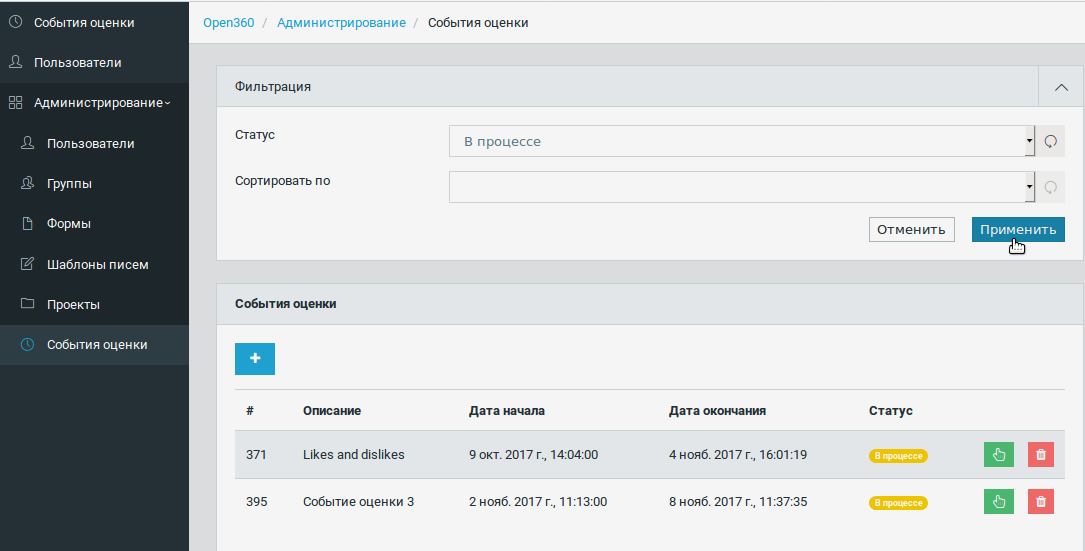 События оценки
Пользователи
Администрирование
Пользователи
Группы
Формы
Шаблоны писем
Проекты
События оценки
Open360 / Администрирование / События оценки
Фильтрация
Статус
В процессе
Сортировать по
Отменить Применить
События оценки
+
# Описание Дата начала Дата окончания Статус
371 Likes and dislikes 9 окт. 2017 г., 14:04:00 4 нояб. 2017 г., 16:01:19 В процессе
395 Событие оценки 3 2 нояб. 2017 г., 11:13:00 8 нояб. 2017 г., 11:37:35 В процессе